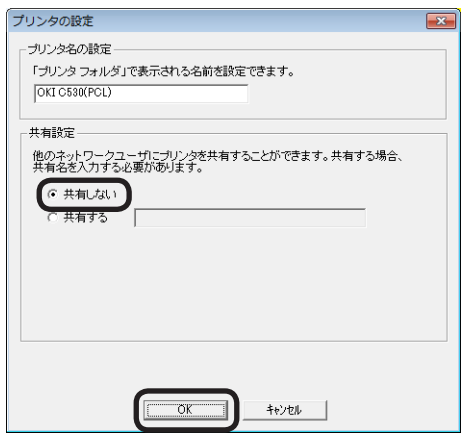 プリンタの設定
プリンタ名の設定
「プリンタ フォルダ」で表示される名前を設定できます。
OKI C530(PCL)
共有設定
他のネットワークユーザにプリンタを共有することができます。共有する場合、
共有名を入力する必要があります。
共有しない
共有する
OK
キャンセル